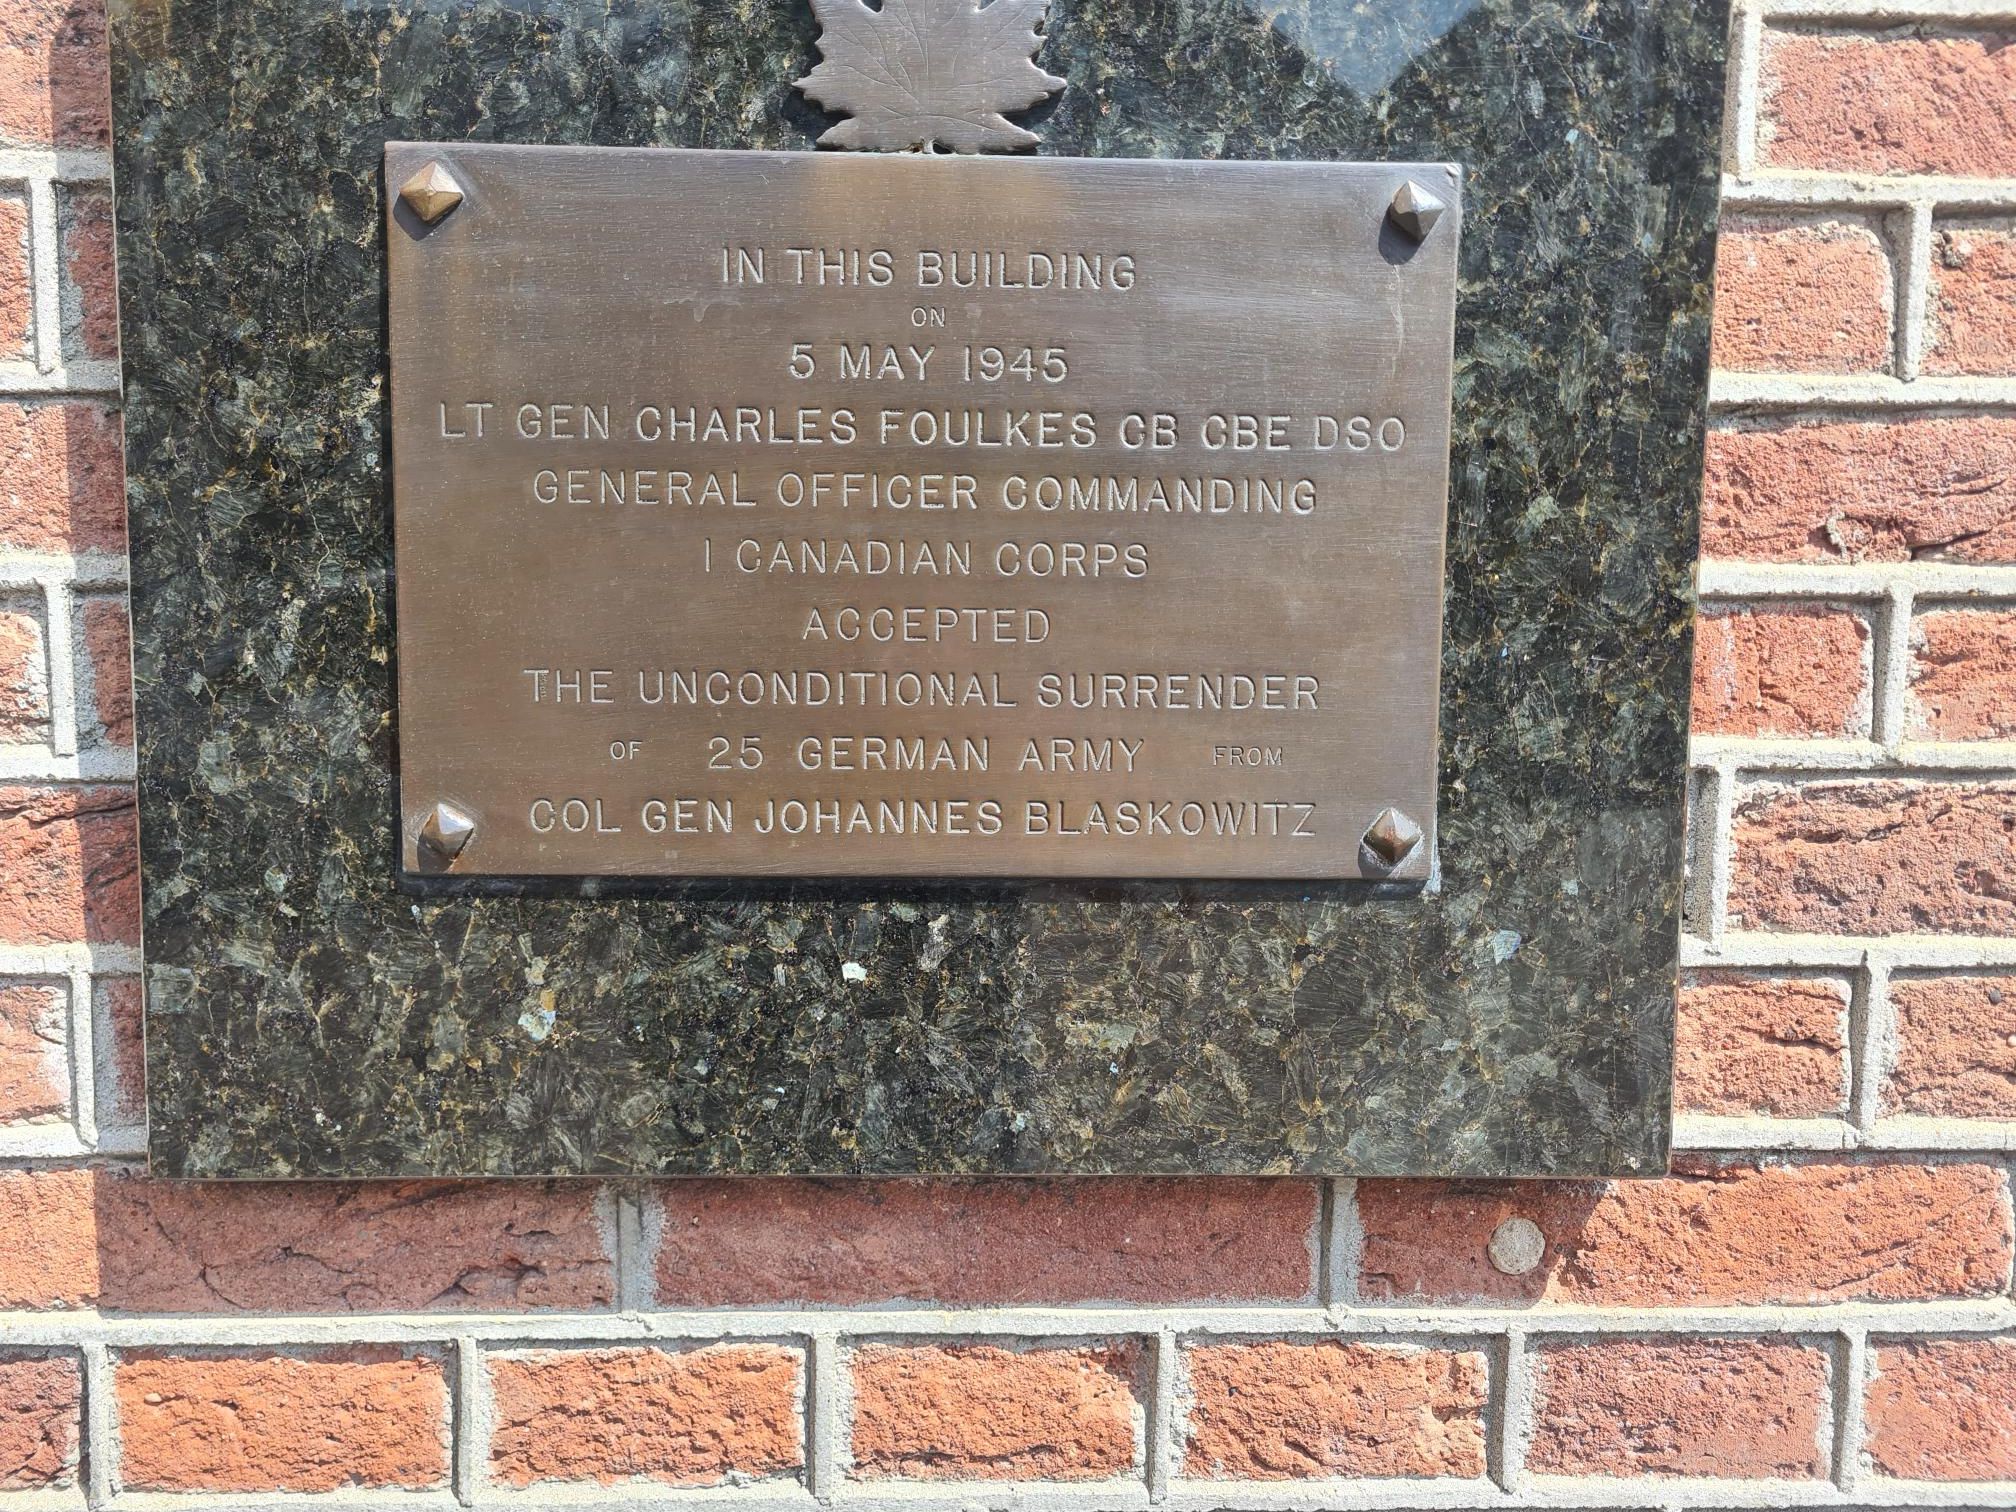 IN THIS BUILDING
ON
5 MAY 1945
LT GEN CHARLES FOULKES CB CBE DSO
GENERAL OFFICER COMMANDING
I CANADIAN CORPS
ACCEPTED
THE UNCONDITIONAL SURRENDER
OF 25 GERMAN ARMY FROM
COL GEN JOHANNES BLASKOWITZ